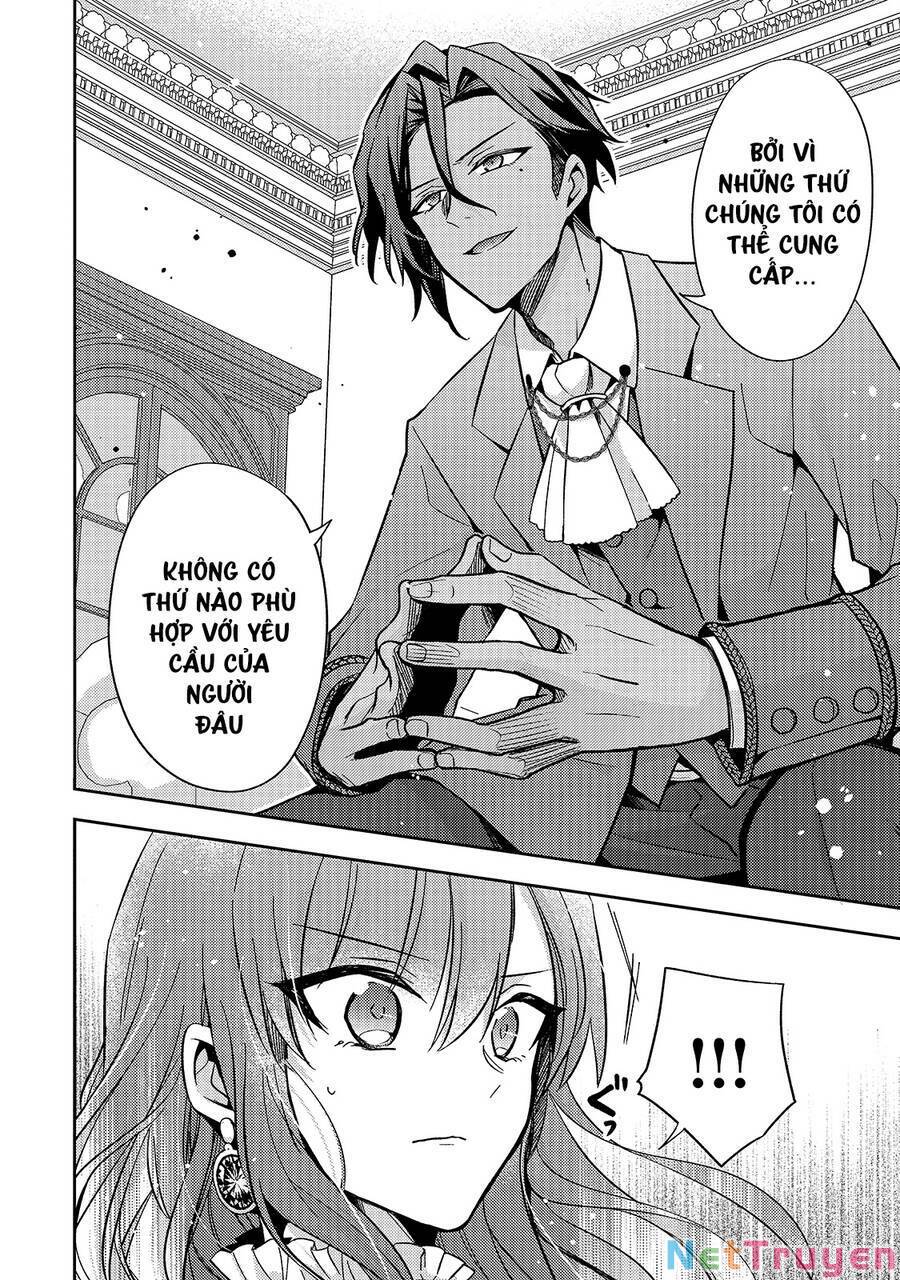 BỞI VÌ
NHỮNG THỨ
CHÚNG TÔI CÓ
THỂ CUNG
CẤP...
KHÔNG CÓ
THỨ NÀO PHÙ
HỢP VỚI YÊU
CẦU CỦA
NGƯỜI
ĐÂU
!!!
ぐっ
NetTruyen